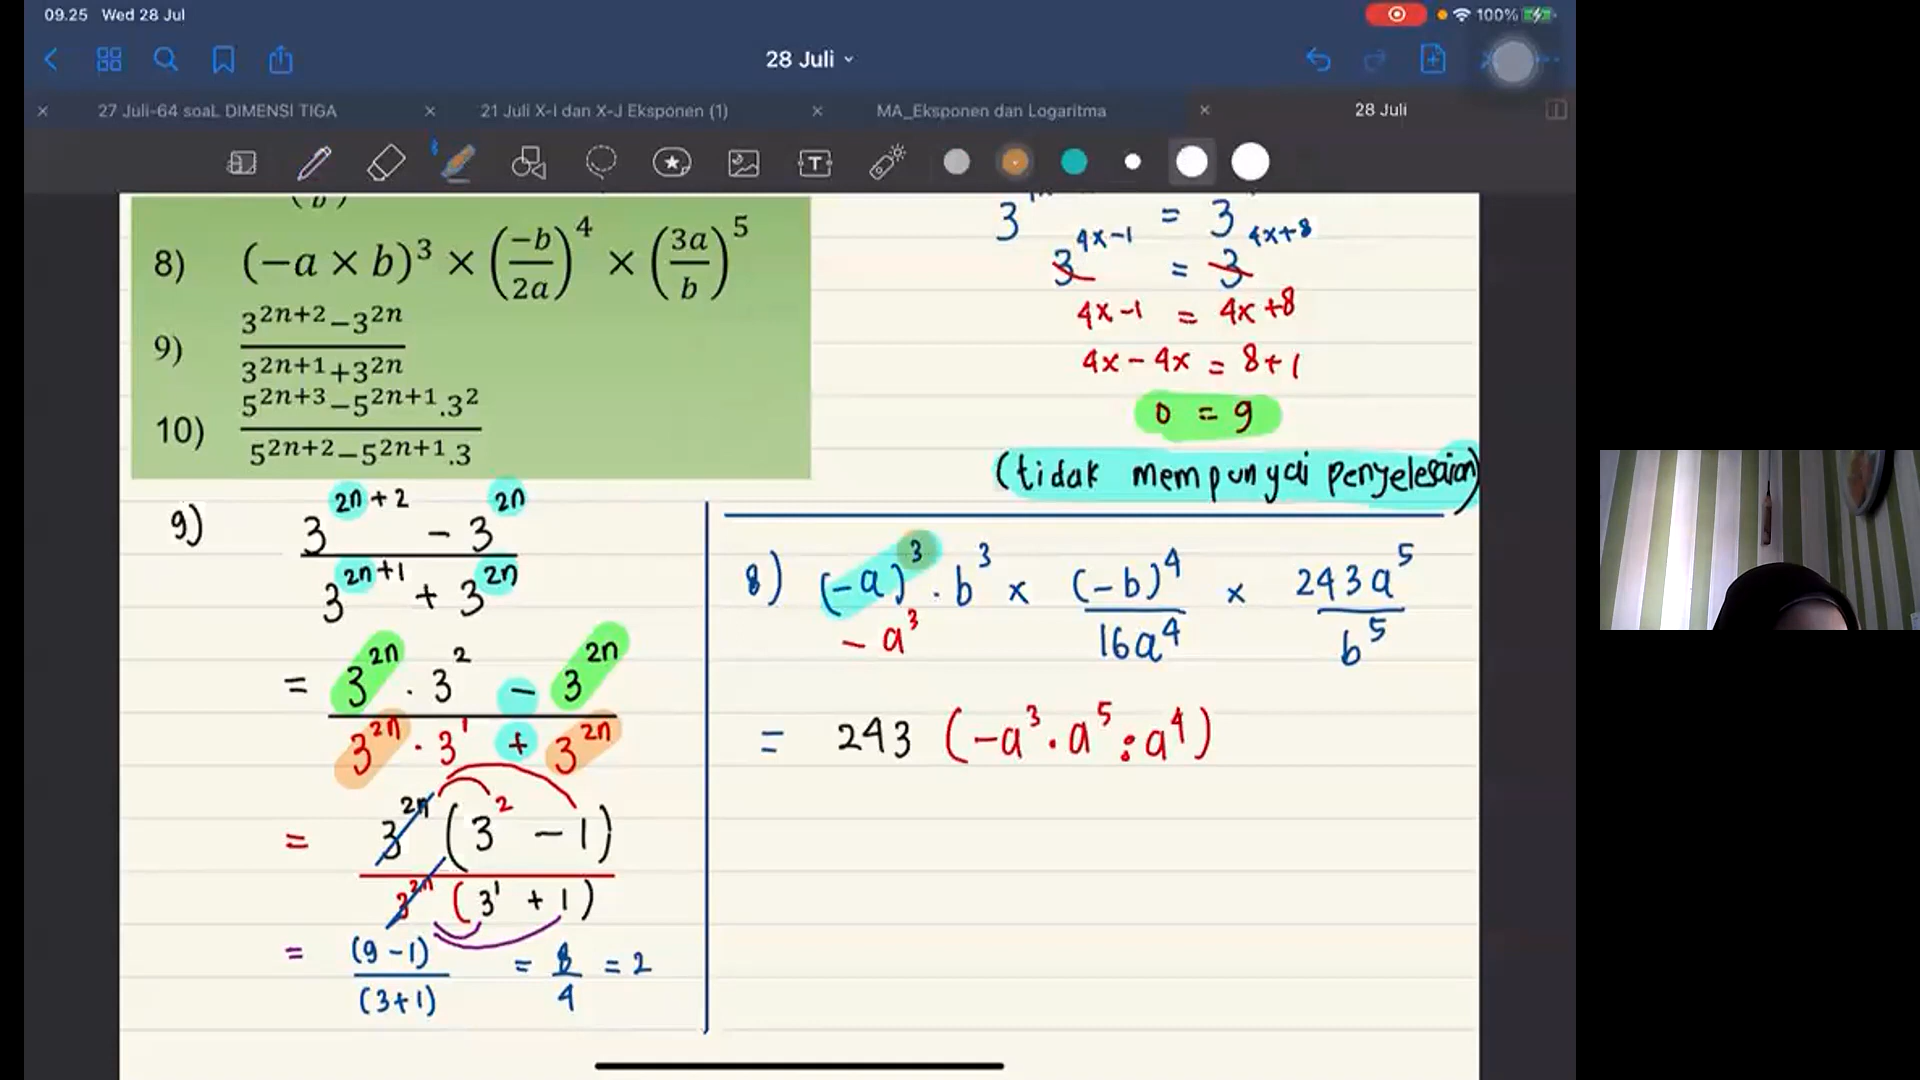 09.25 Wed 28 Jul
100%
28 Juli
27 Juli-64 soaL DIMENSI TIGA
21 Juli X-I dan X-J Eksponen (1)
MA_Eksponen dan Logaritma
28 Juli
8) (−a × b)³ × (−b/2a)⁴ × (3a/b)⁵
9) (3^{2n+2} − 3^{2n})/(3^{2n+1} + 3^{2n})
10) (5^{2n+3} − 5^{2n+1}.3²)/(5^{2n+2} − 5^{2n+1}.3)
3 = 3
3^{4x−1} = 3^{4x+8}
4x−1 = 4x+8
4x − 4x = 8+1
0 = 9
(tidak mempunyai penyelesaian)
9) (3^{2n+2} − 3^{2n})/(3^{2n+1} + 3^{2n})
= (3^{2n} · 3² − 3^{2n})/(3^{2n} · 3¹ + 3^{2n})
= 3^{2n} (3² − 1)/3^{2n} (3¹ + 1)
= (9−1)/(3+1) = 8/4 = 2
8) (−a)³ · b³ × (−b)⁴/16a⁴ × 243a⁵/b⁵
−a³
= 243 (−a³ · a⁵ : a⁴)